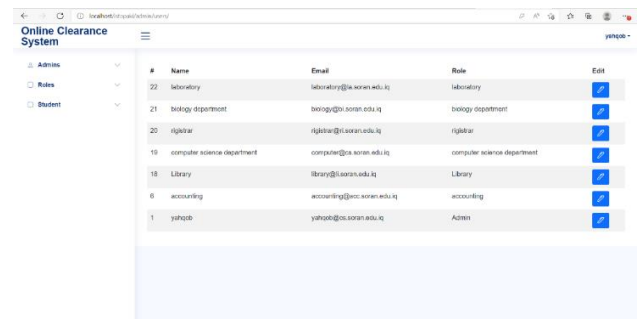 localhost/stopaki/admin/users/
Online Clearance
System
yahqob
Admins
Roles
Student
# Name Email Role Edit
22 laboratory laboratory@la.soran.edu.iq laboratory
21 biology department biology@bi.soran.edu.iq biology department
20 rigistrar rigistrar@ri.soran.edu.iq rigistrar
19 computer science department computer@cs.soran.edu.iq computer science department
18 Library library@li.soran.edu.iq Library
6 accounting accounting@acc.soran.edu.iq accounting
1 yahqob yahqob@cs.soran.edu.iq Admin